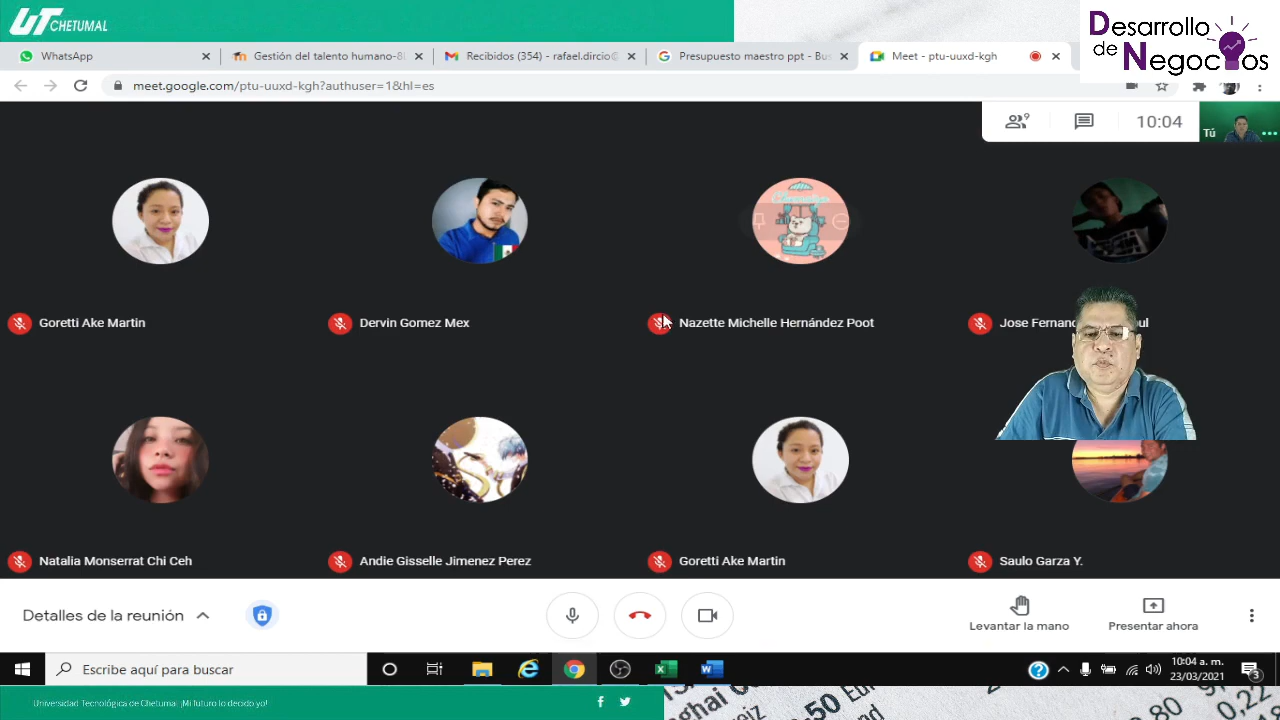 UT CHETUMAL
Desarrollo
de Negocios
WhatsApp
Gestión del talento humano-8
Recibidos (354) - rafael.dircio@
Presupuesto maestro ppt - Bus
Meet - ptu-uuxd-kgh
meet.google.com/ptu-uuxd-kgh?authuser=1&hl=es
9
10:04
Tú
Goretti Ake Martin
Dervin Gomez Mex
Nazette Michelle Hernández Poot
Jose Fernan
Natalia Monserrat Chi Ceh
Andie Gisselle Jimenez Perez
Goretti Ake Martin
Saulo Garza Y.
Detalles de la reunión
Levantar la mano
Presentar ahora
Escribe aquí para buscar
10:04 a. m.
23/03/2021
3
Universidad Tecnológica de Chetumal ¡Mi futuro lo decido yo!